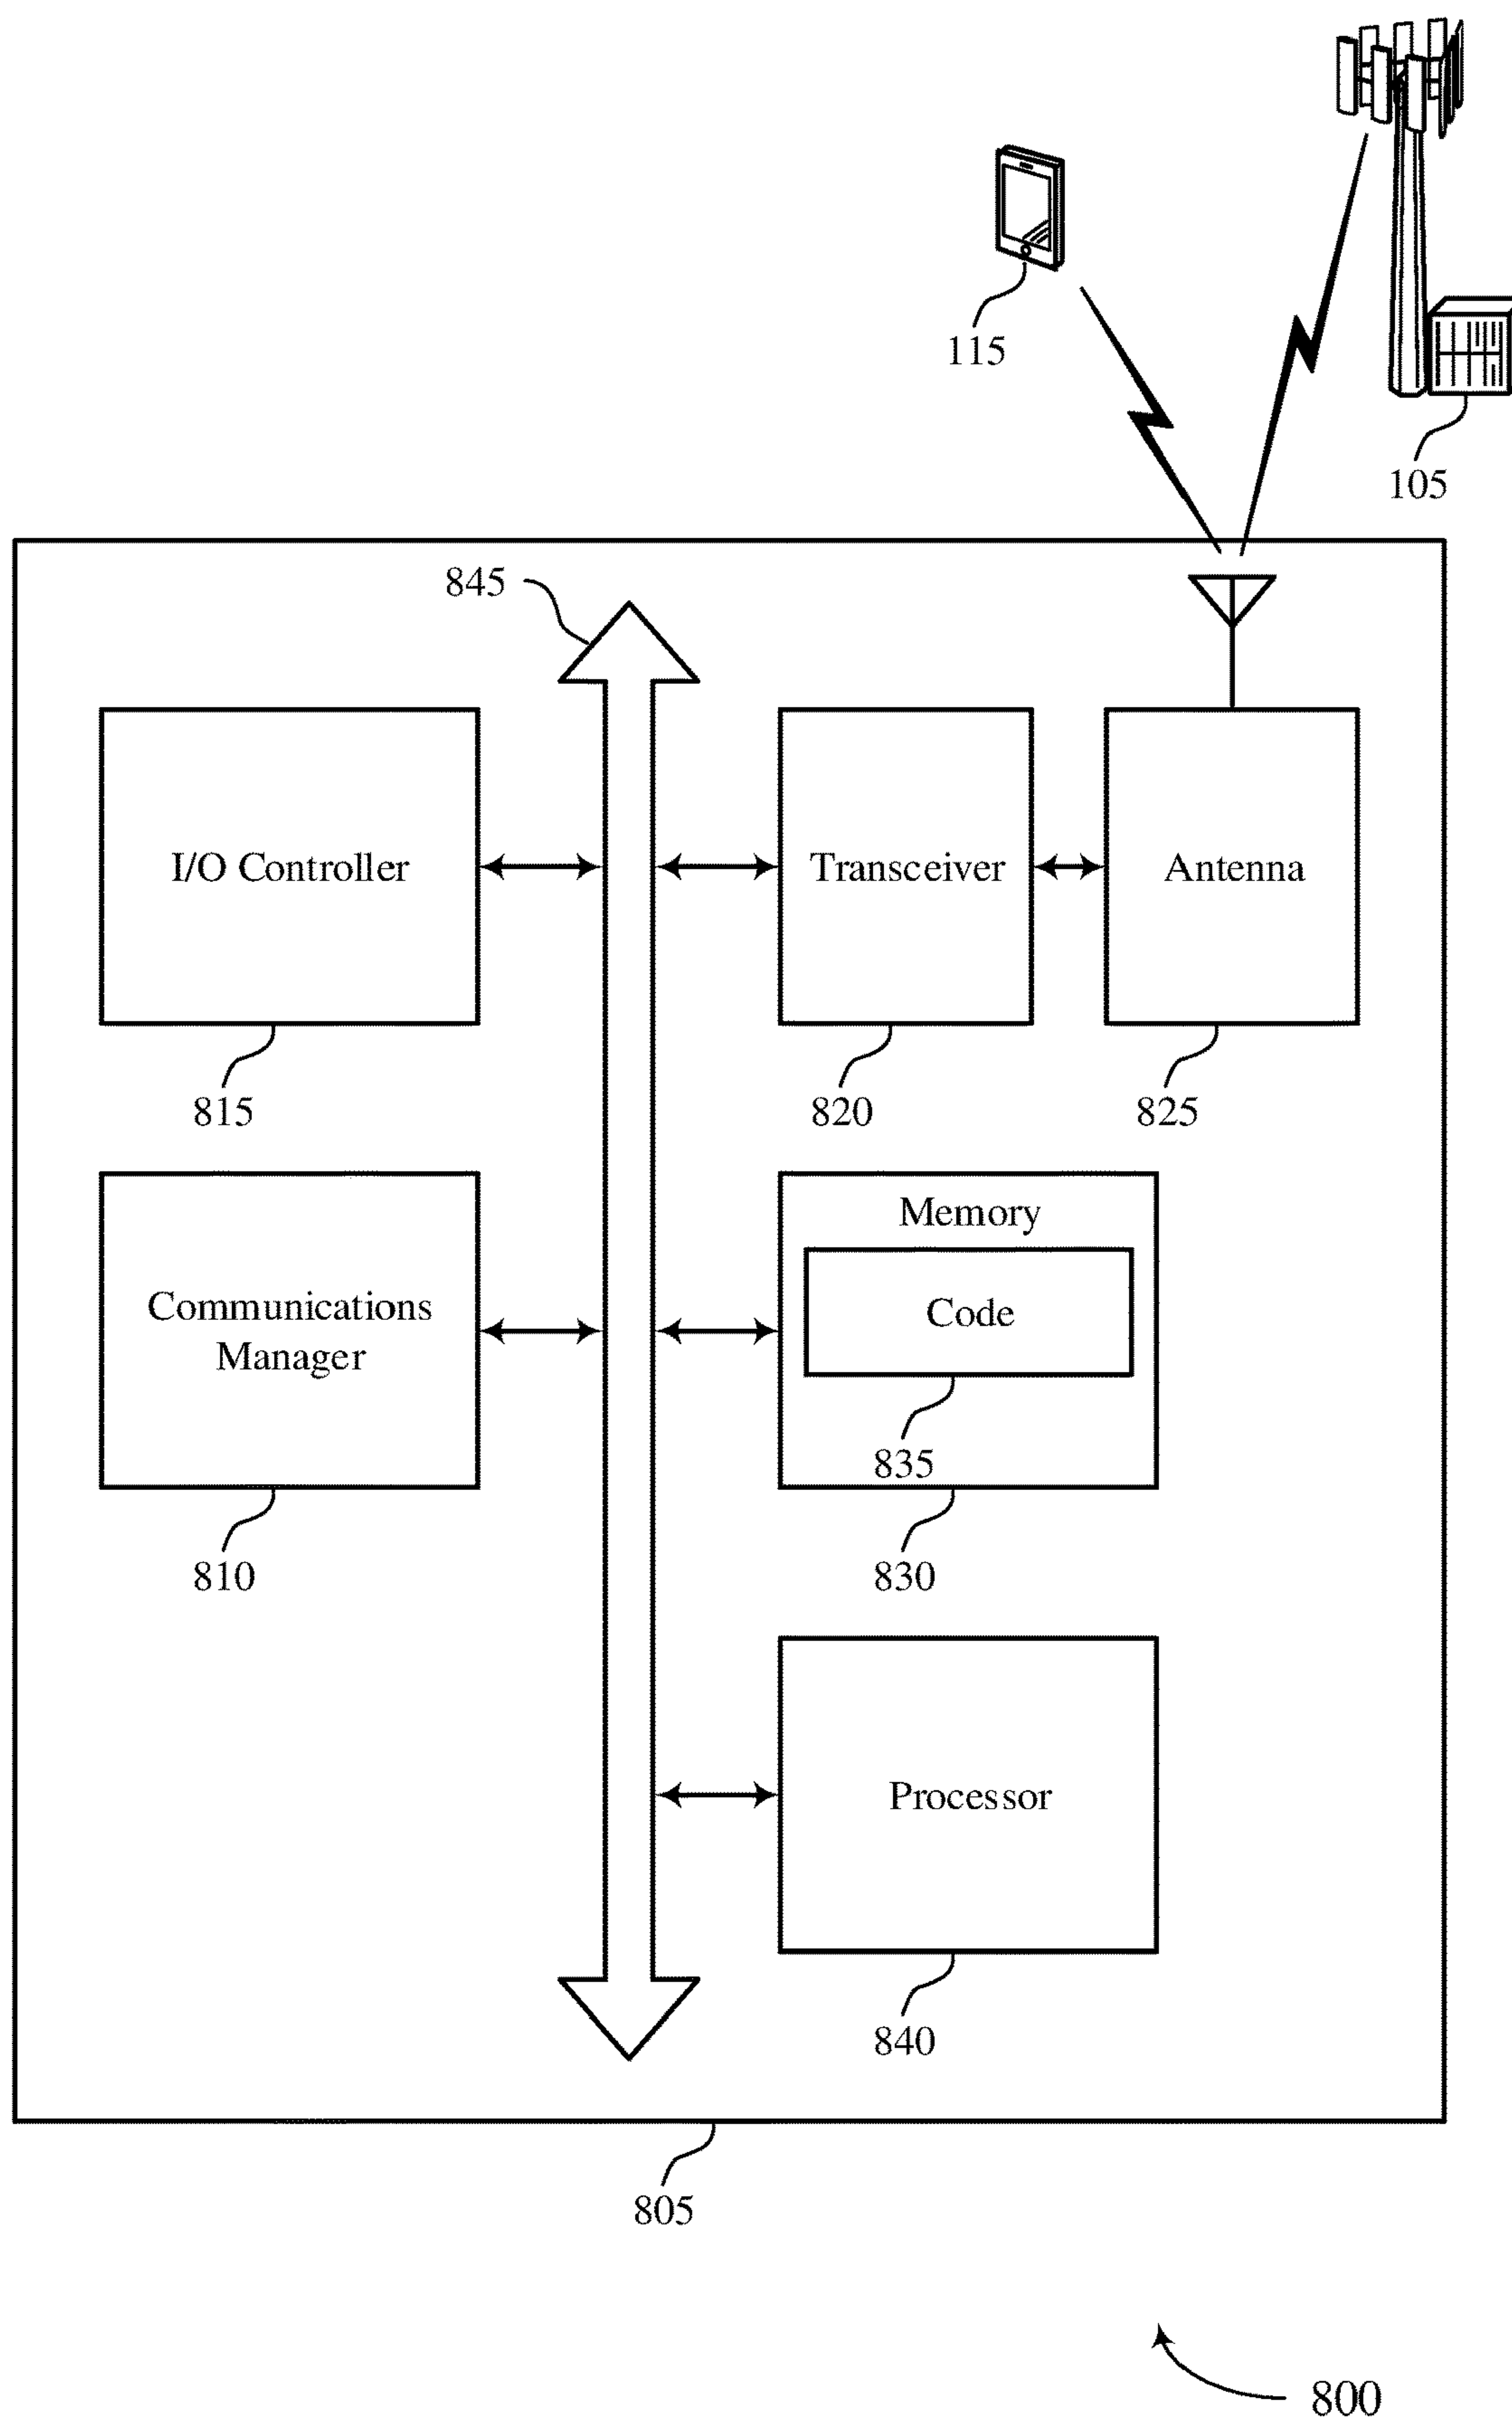 115
105
845
I/O Controller
Transceiver
Antenna
815
820
825
Communications
Manager
Memory
Code
835
810
830
Processor
840
805
800